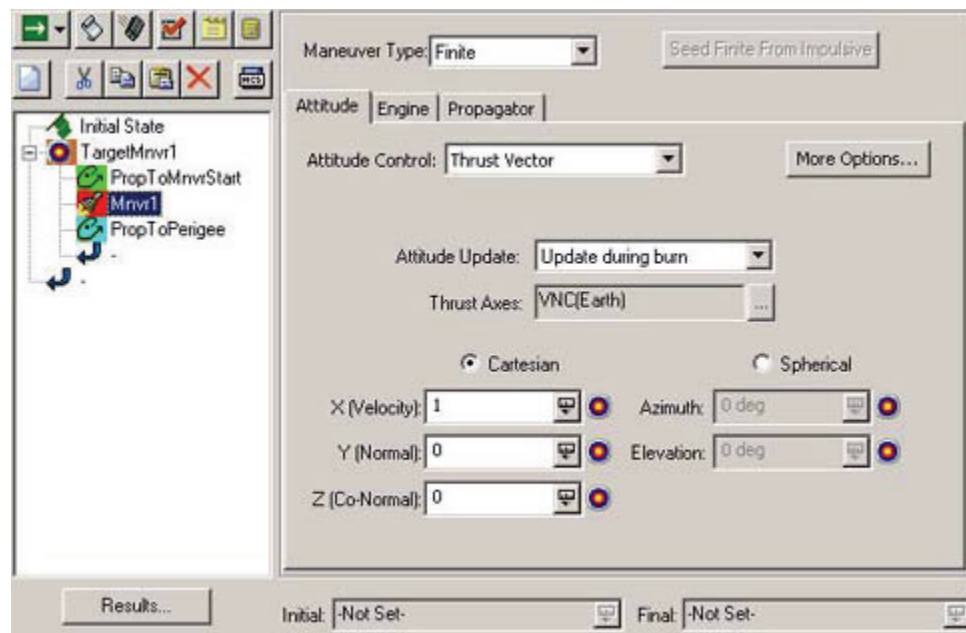 Maneuver Type: Finite
Seed Finite From Impulsive
Attitude Engine Propagator
Initial State
TargetMnvr1
PropToMnvrStart
Mnvr1
PropToPerigee
-
-
Attitude Control: Thrust Vector
More Options...
Attitude Update: Update during burn
Thrust Axes: VNC(Earth)
...
Cartesian
Spherical
X (Velocity): 1
Azimuth: 0 deg
Y (Normal): 0
Elevation: 0 deg
Z (Co-Normal): 0
Results...
Initial: -Not Set-
Final: -Not Set-